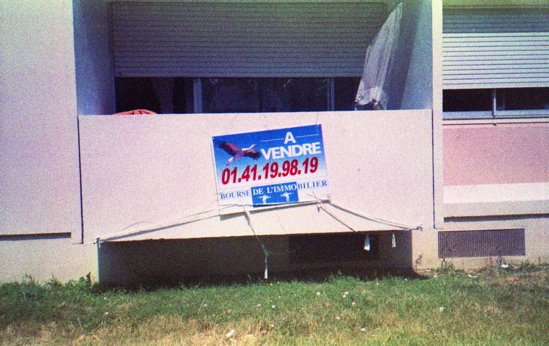 A
VENDRE
01.41.19.98.19
BOURSE DE L'IMMOBILIER